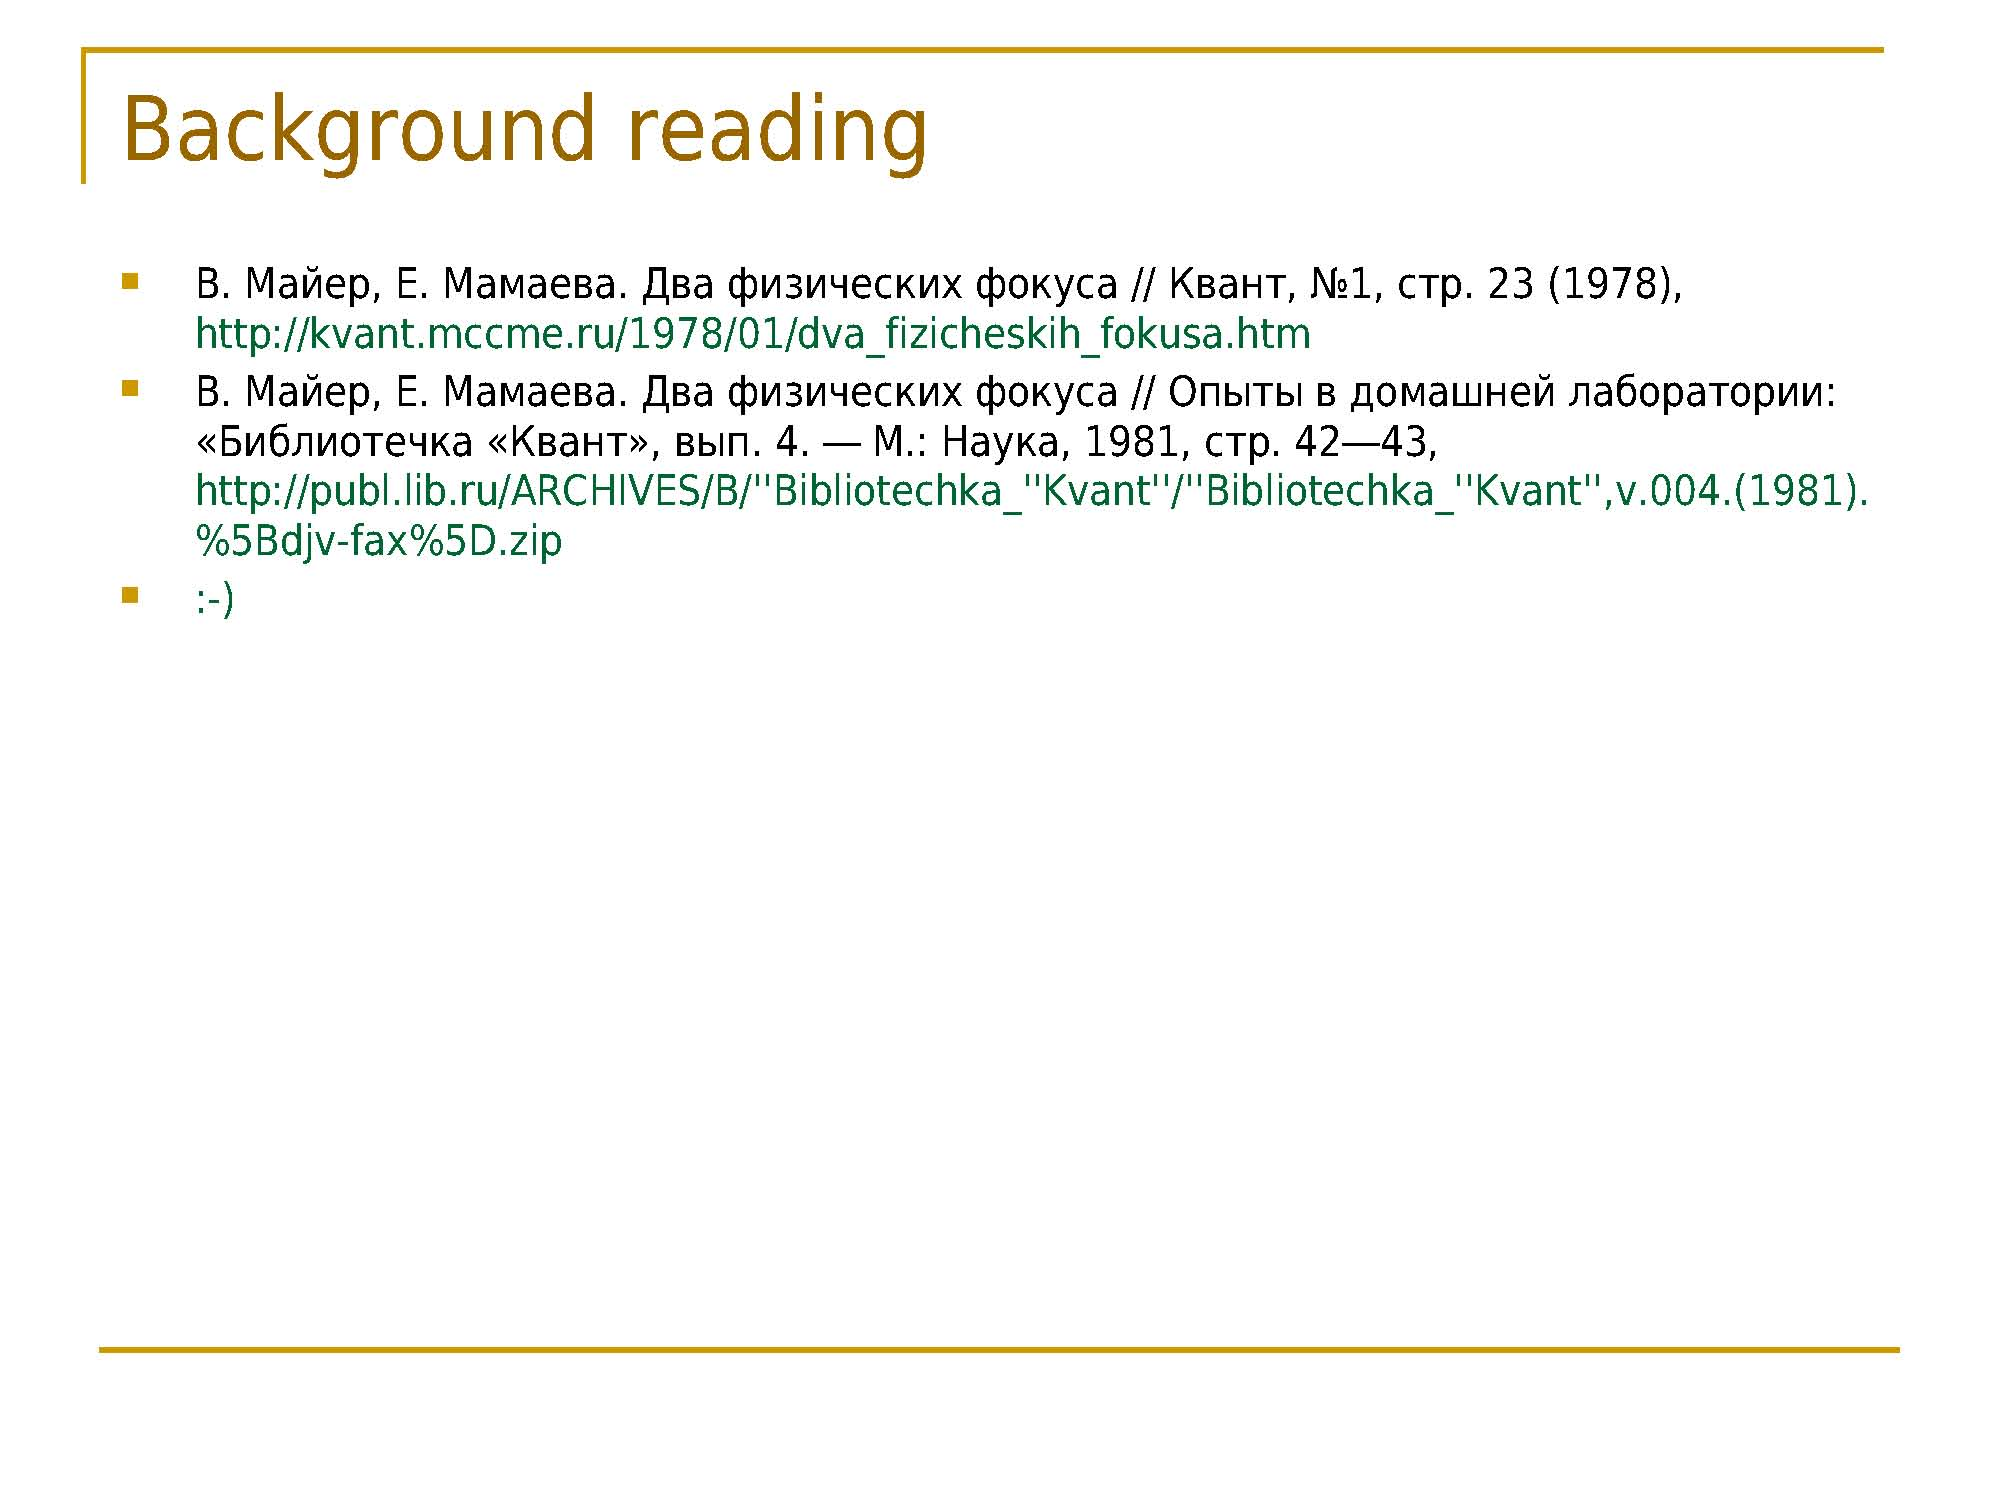 Background reading
В. Майер, Е. Мамаева. Два физических фокуса // Квант, №1, стр. 23 (1978),
http://kvant.mccme.ru/1978/01/dva_fizicheskih_fokusa.htm
В. Майер, Е. Мамаева. Два физических фокуса // Опыты в домашней лаборатории:
«Библиотечка «Квант», вып. 4. — М.: Наука, 1981, стр. 42—43,
http://publ.lib.ru/ARCHIVES/B/''Bibliotechka_''Kvant''/''Bibliotechka_''Kvant'',v.004.(1981).
%5Bdjv-fax%5D.zip
:-)